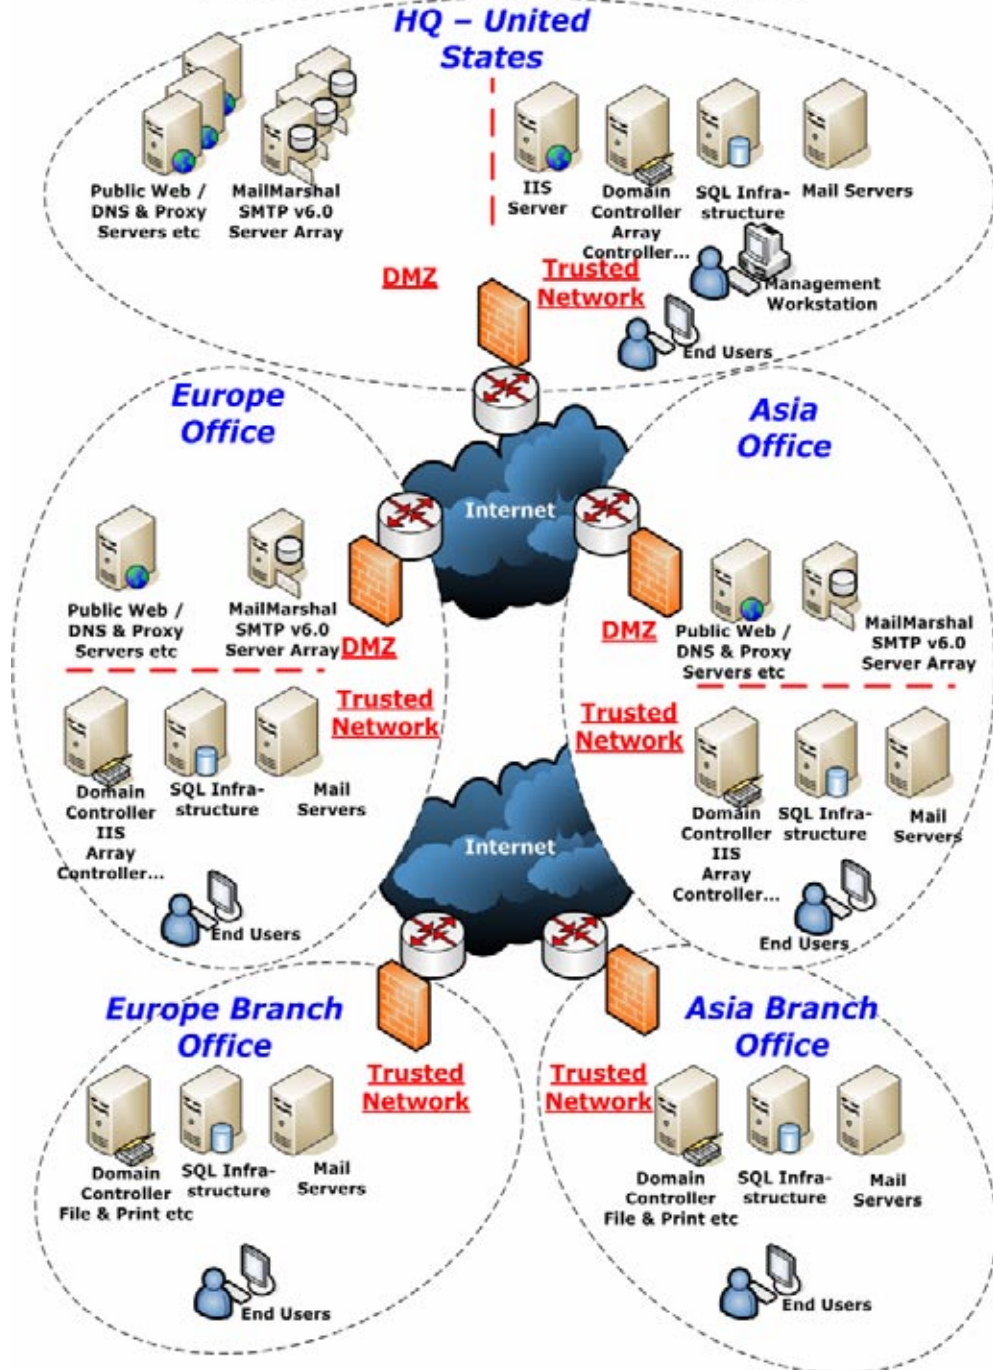 HQ – United
States
Public Web /
DNS & Proxy
Servers etc
MailMarshal
SMTP v6.0
Server Array
IIS
Server
Domain
Controller
Array
Controller...
SQL Infra-
structure
Mail Servers
DMZ
Trusted
Network
Management
Workstation
End Users
Europe
Office
Asia
Office
Internet
Public Web /
DNS & Proxy
Servers etc
MailMarshal
SMTP v6.0
Server Array
DMZ
Trusted
Network
Domain
Controller
IIS
Array
Controller...
SQL Infra-
structure
Mail
Servers
End Users
DMZ
Public Web /
DNS & Proxy
Servers etc
MailMarshal
SMTP v6.0
Server Array
Trusted
Network
Domain
Controller
IIS
Array
Controller...
SQL Infra-
structure
Mail
Servers
End Users
Internet
Europe Branch
Office
Trusted
Network
Domain
Controller
File & Print etc
SQL Infra-
structure
Mail
Servers
End Users
Asia Branch
Office
Trusted
Network
Domain
Controller
File & Print etc
SQL Infra-
structure
Mail
Servers
End Users